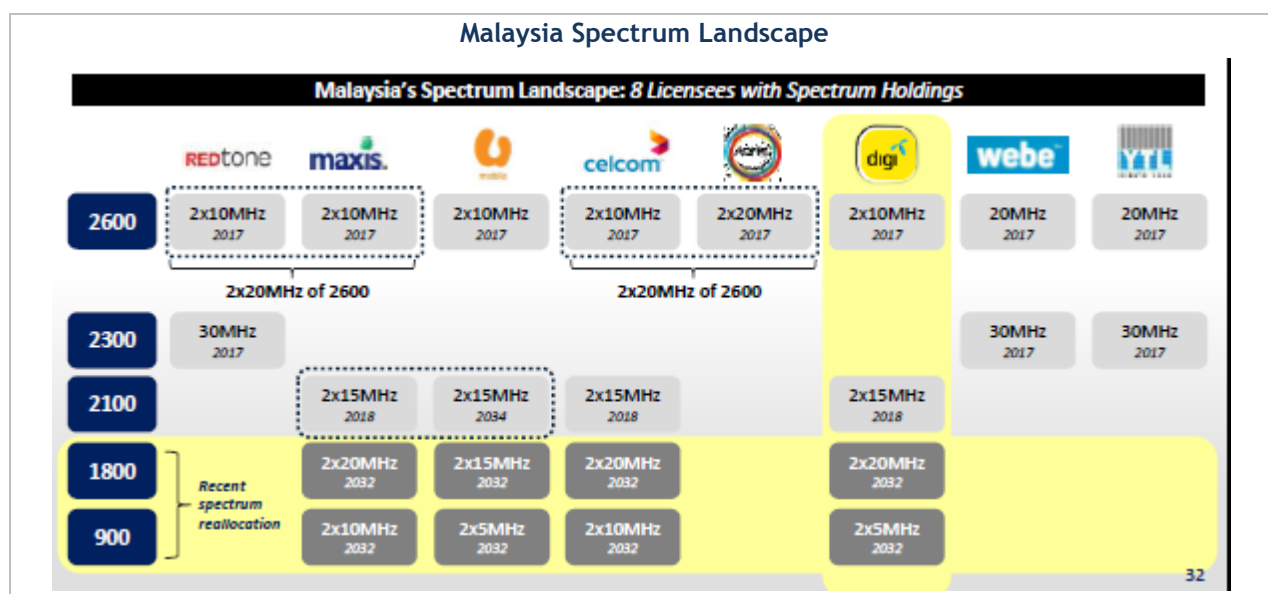 Malaysia Spectrum Landscape
Malaysia's Spectrum Landscape: 8 Licensees with Spectrum Holdings
REDtone maxis. mobile celcom digi webe YTL
2600 2x10MHz 2x10MHz 2x10MHz 2x10MHz 2x20MHz 2x10MHz 20MHz 20MHz
2017 2017 2017 2017 2017 2017 2017 2017
2x20MHz of 2600 2x20MHz of 2600
2300 30MHz 30MHz 30MHz
2017 2017 2017
2100 2x15MHz 2x15MHz 2x15MHz 2x15MHz
2018 2034 2018 2018
1800 2x20MHz 2x15MHz 2x20MHz 2x20MHz
2032 2032 2032 2032
Recent
spectrum
reallocation
900 2x10MHz 2x5MHz 2x10MHz 2x5MHz
2032 2032 2032 2032
32